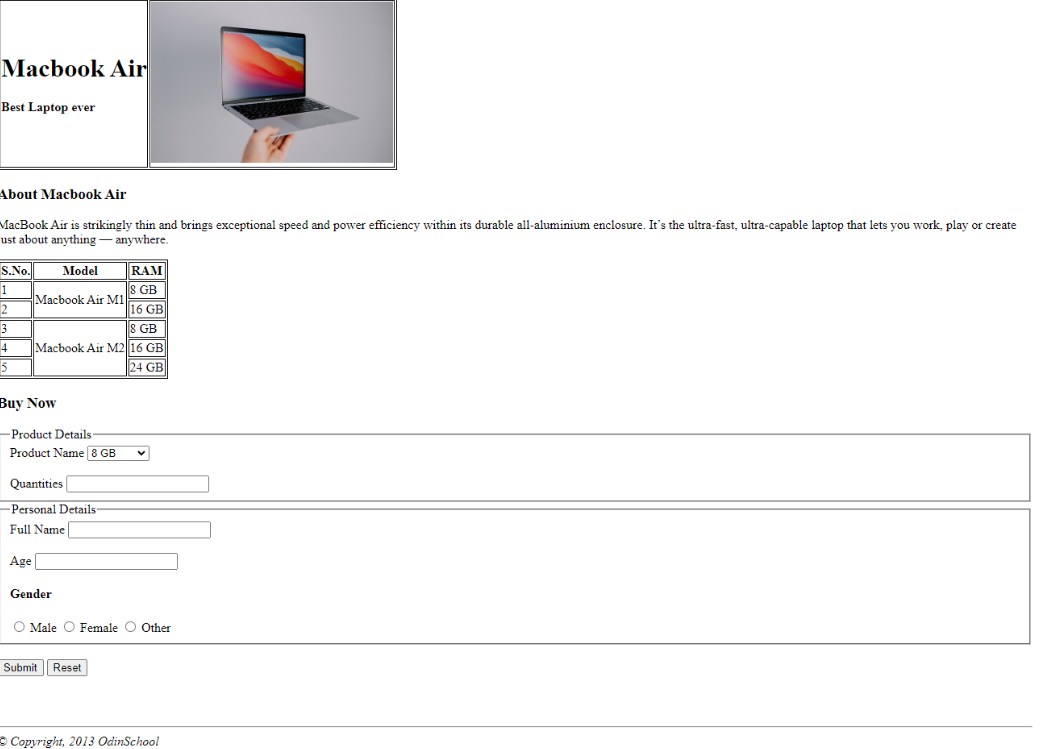 Macbook Air
Best Laptop ever
About Macbook Air
MacBook Air is strikingly thin and brings exceptional speed and power efficiency within its durable all-aluminium enclosure. It’s the ultra-fast, ultra-capable laptop that lets you work, play or create
just about anything — anywhere.
S.No. Model RAM
1 Macbook Air M1 8 GB
2 16 GB
3 Macbook Air M2 8 GB
4 16 GB
5 24 GB
Buy Now
Product Details
Product Name 8 GB
Quantities
Personal Details
Full Name
Age
Gender
Male Female Other
Submit Reset
© Copyright, 2013 OdinSchool